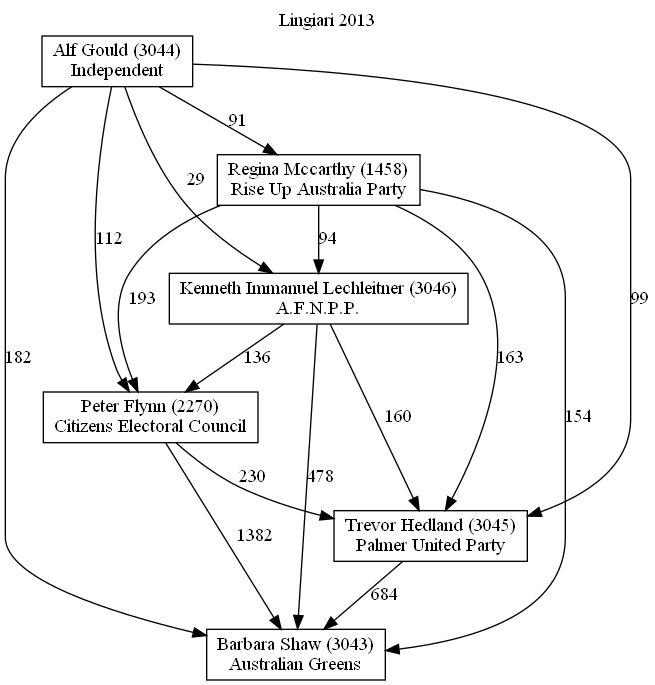 Lingiari 2013
Alf Gould (3044)
Independent
91
Regina Mccarthy (1458)
Rise Up Australia Party
29
112
94
193
99
Kenneth Immanuel Lechleitner (3046)
A.F.N.P.P.
182
136
163
Peter Flynn (2270)
Citizens Electoral Council
160
154
230
478
Trevor Hedland (3045)
Palmer United Party
1382
684
Barbara Shaw (3043)
Australian Greens